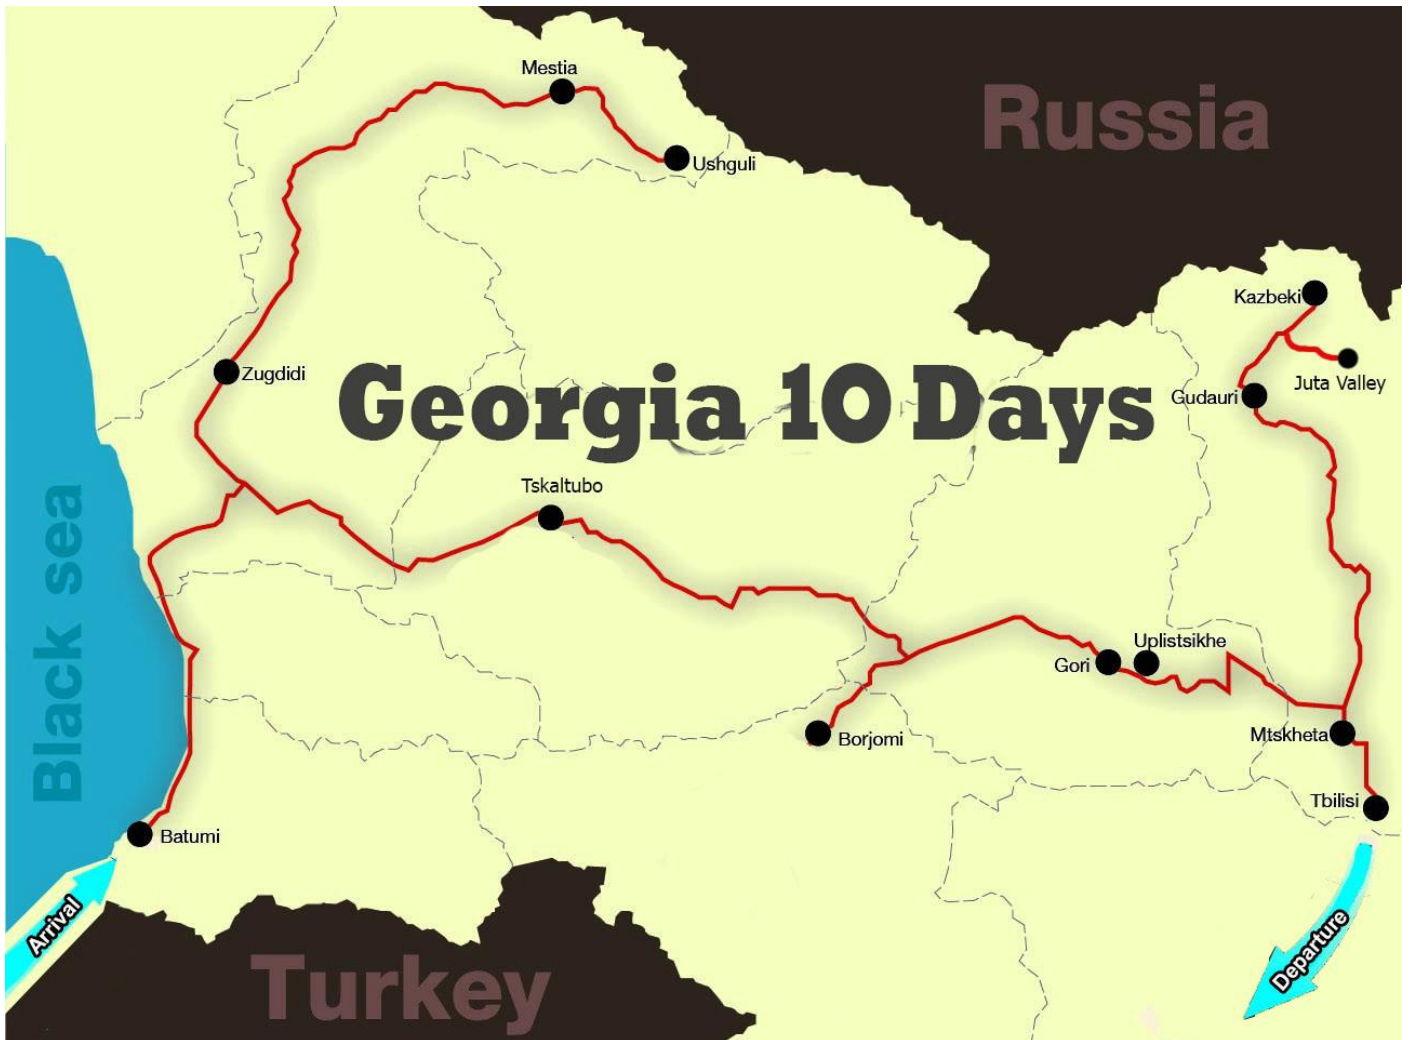 Mestia
Russia
Ushguli
Kazbeki
Zugdidi
Georgia 10 Days
Juta Valley
Gudauri
Tskaltubo
Black sea
Uplistsikhe
Gori
Borjomi
Mtskheta
Tbilisi
Batumi
Arrival
Departure
Turkey